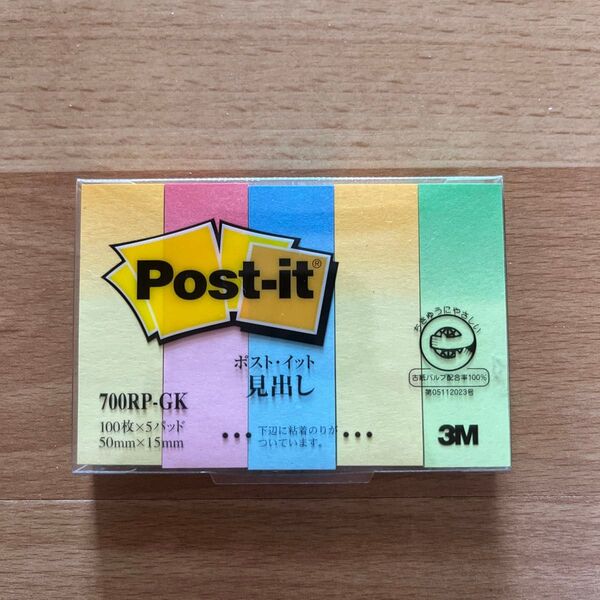 Post-it®
ポスト・イット
見出し
700RP-GK
100枚×5パッド
50mm×15mm
下辺に粘着のりが
ついています。
ちきゅうにやさしい
古紙パルプ配合率100%
第05112023号
3M